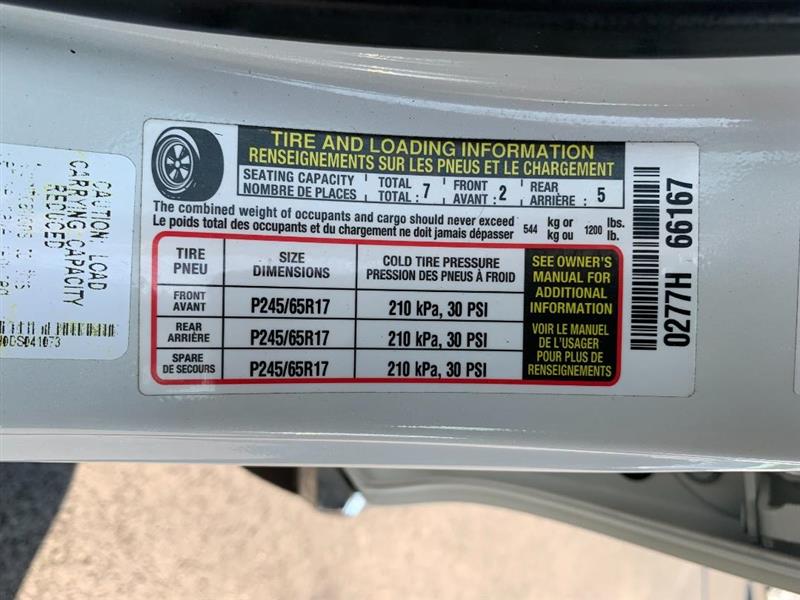 TIRE AND LOADING INFORMATION
RENSEIGNEMENTS SUR LES PNEUS ET LE CHARGEMENT
SEATING CAPACITY
NOMBRE DE PLACES
TOTAL
TOTAL : 7
FRONT
AVANT : 2
REAR
ARRIÈRE : 5
The combined weight of occupants and cargo should never exceed
Le poids total des occupants et du chargement ne doit jamais dépasser
544 kg or
kg ou
1200 lbs.
lb.
TIRE
PNEU
SIZE
DIMENSIONS
COLD TIRE PRESSURE
PRESSION DES PNEUS À FROID
FRONT
AVANT
P245/65R17
210 kPa, 30 PSI
REAR
ARRIÈRE
P245/65R17
210 kPa, 30 PSI
SPARE
DE SECOURS
P245/65R17
210 kPa, 30 PSI
SEE OWNER'S
MANUAL FOR
ADDITIONAL
INFORMATION
VOIR LE MANUEL
DE L'USAGER
POUR PLUS DE
RENSEIGNEMENTS
0277H 66167
CAUTION: LOAD
CARRYING CAPACITY
REDUCED